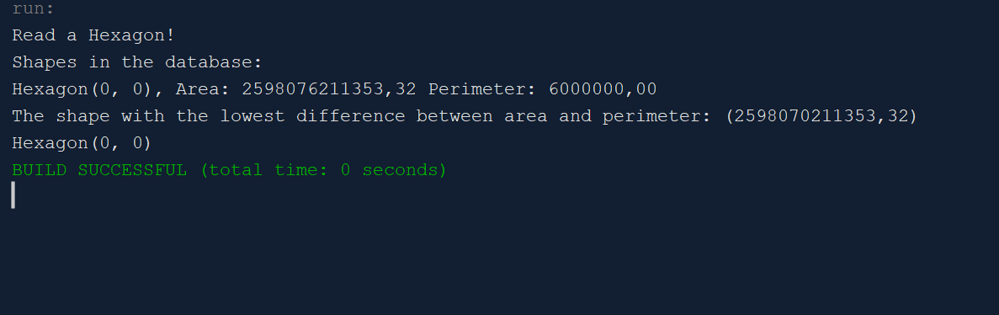 run:
Read a Hexagon!
Shapes in the database:
Hexagon(0, 0), Area: 2598076211353,32 Perimeter: 6000000,00
The shape with the lowest difference between area and perimeter: (2598070211353,32)
Hexagon(0, 0)
BUILD SUCCESSFUL (total time: 0 seconds)